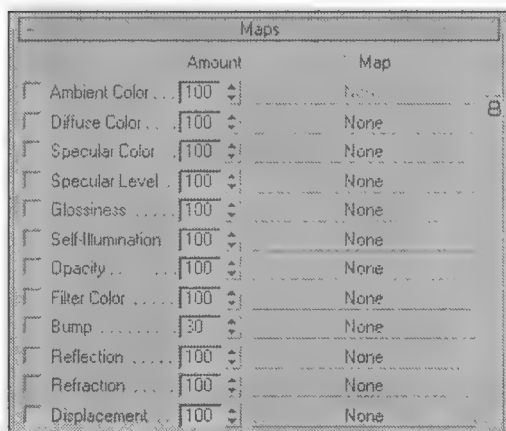 - Maps
Amount Map
Ambient Color . . . 100 None
8
Diffuse Color . . . 100 None
Specular Color 100 None
Specular Level . 100 None
Glossiness . . . . . 100 None
Self-Illumination 100 None
Opacity . . . 100 None
Filter Color . . . . . 100 None
Bump . . . . . . . . 30 None
Reflection . . . . . 100 None
Refraction . . . . 100 None
Displacement . . 100 None